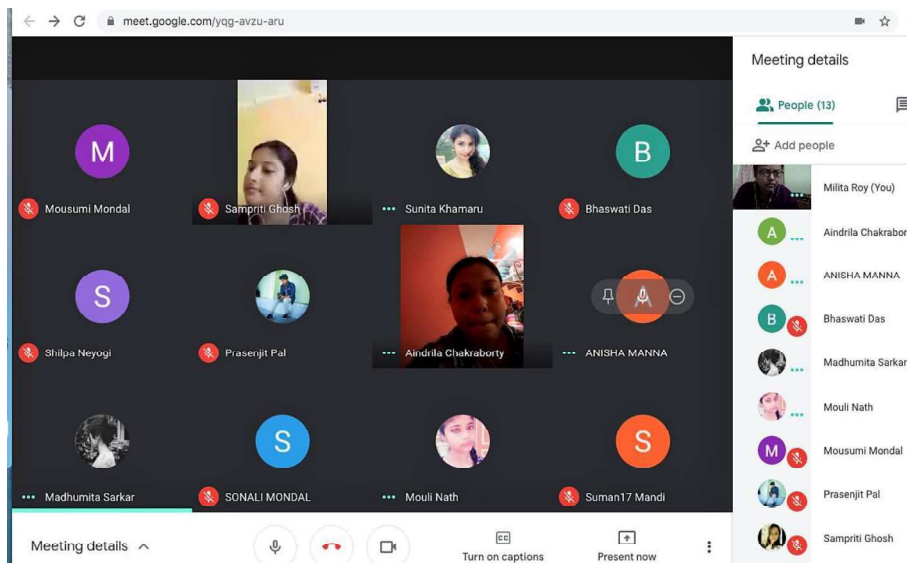 meet.google.com/yqg-avzu-aru
Meeting details
People (13)
Add people
M
Mousumi Mondal
Sampriti Ghosh
Sunita Khamaru
B
Bhaswati Das
S
Shilpa Neyogi
Prasenjit Pal
Aindrila Chakraborty
A
ANISHA MANNA
Madhumita Sarkar
S
SONALI MONDAL
Mouli Nath
S
Suman17 Mandi
Milita Roy (You)
A
Aindrila Chakrabor
A
ANISHA MANNA
B
Bhaswati Das
Madhumita Sarkar
Mouli Nath
M
Mousumi Mondal
Prasenjit Pal
Sampriti Ghosh
Meeting details
CC
Turn on captions
Present now